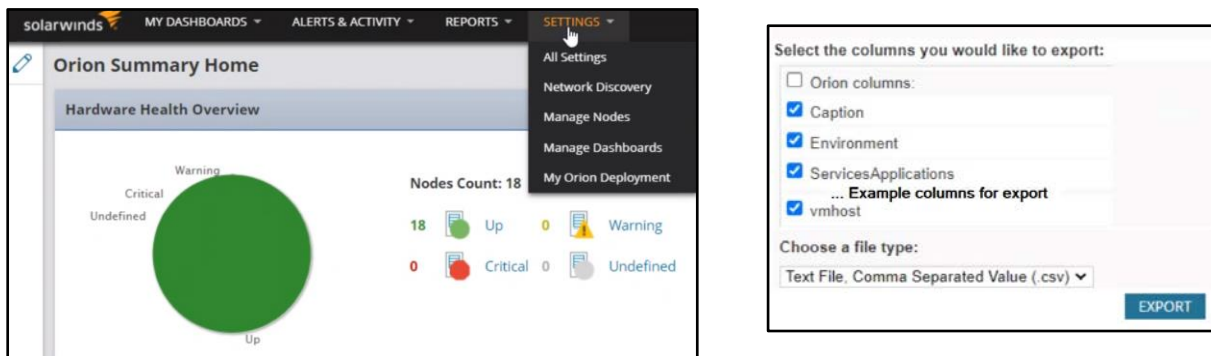 solarwinds MY DASHBOARDS ALERTS & ACTIVITY REPORTS SETTINGS
Orion Summary Home
Hardware Health Overview
All Settings
Network Discovery
Manage Nodes
Manage Dashboards
My Orion Deployment
Warning
Critical
Undefined
Up
Nodes Count: 18
18 Up 0 Warning
0 Critical 0 Undefined
Select the columns you would like to export:
Orion columns:
Caption
Environment
ServicesApplications
... Example columns for export
vmhost
Choose a file type:
Text File, Comma Separated Value (.csv)
EXPORT